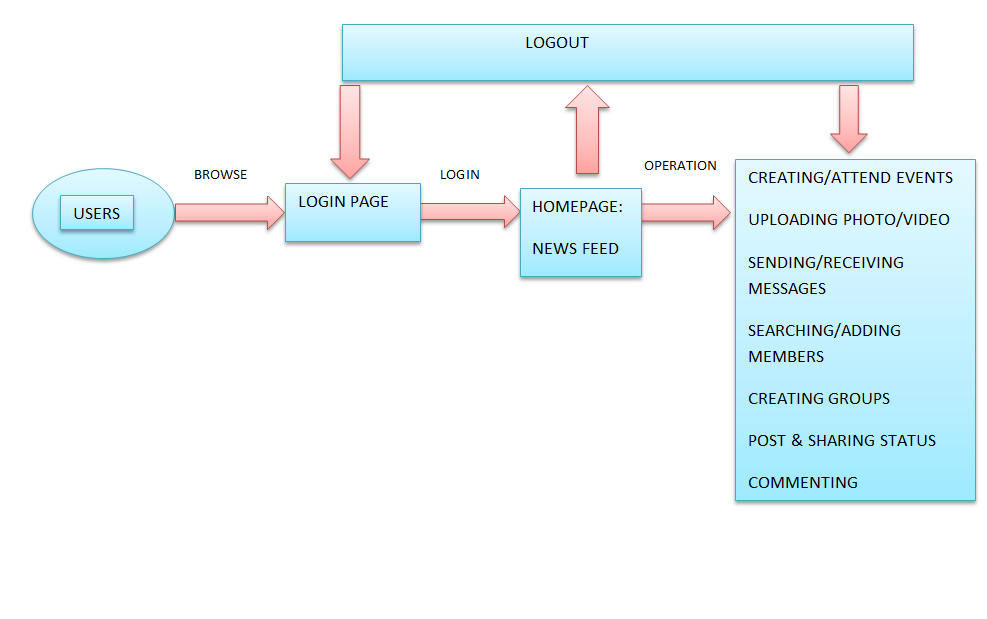 LOGOUT
BROWSE
LOGIN
OPERATION
USERS
LOGIN PAGE
HOMEPAGE:
NEWS FEED
CREATING/ATTEND EVENTS
UPLOADING PHOTO/VIDEO
SENDING/RECEIVING
MESSAGES
SEARCHING/ADDING
MEMBERS
CREATING GROUPS
POST & SHARING STATUS
COMMENTING